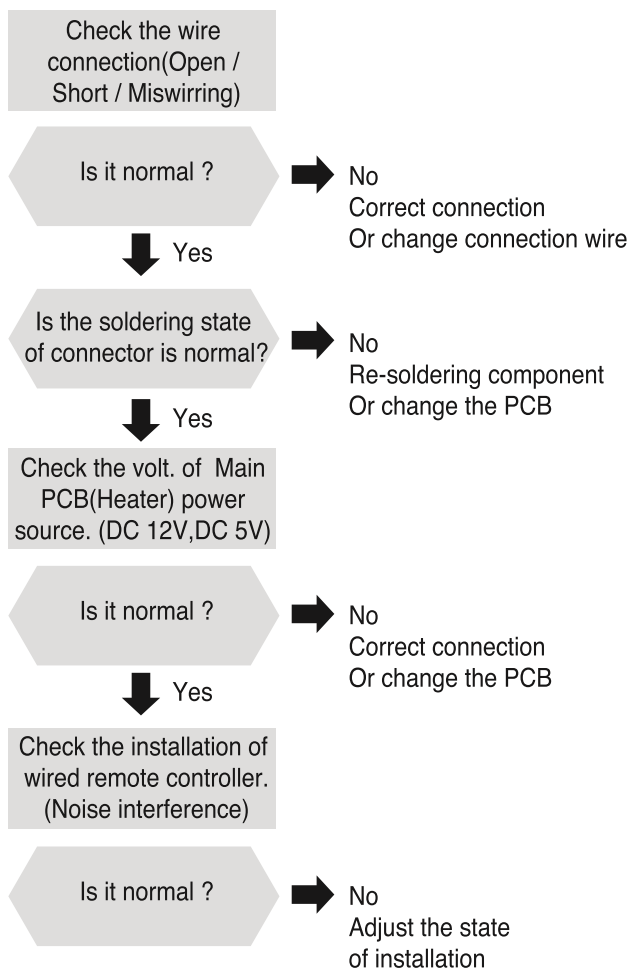 Check the wire
connection(Open /
Short / Miswirring)
Is it normal ?
No
Correct connection
Or change connection wire
Yes
Is the soldering state
of connector is normal?
No
Re-soldering component
Or change the PCB
Yes
Check the volt. of Main
PCB(Heater) power
source. (DC 12V,DC 5V)
Is it normal ?
No
Correct connection
Or change the PCB
Yes
Check the installation of
wired remote controller.
(Noise interference)
Is it normal ?
No
Adjust the state
of installation